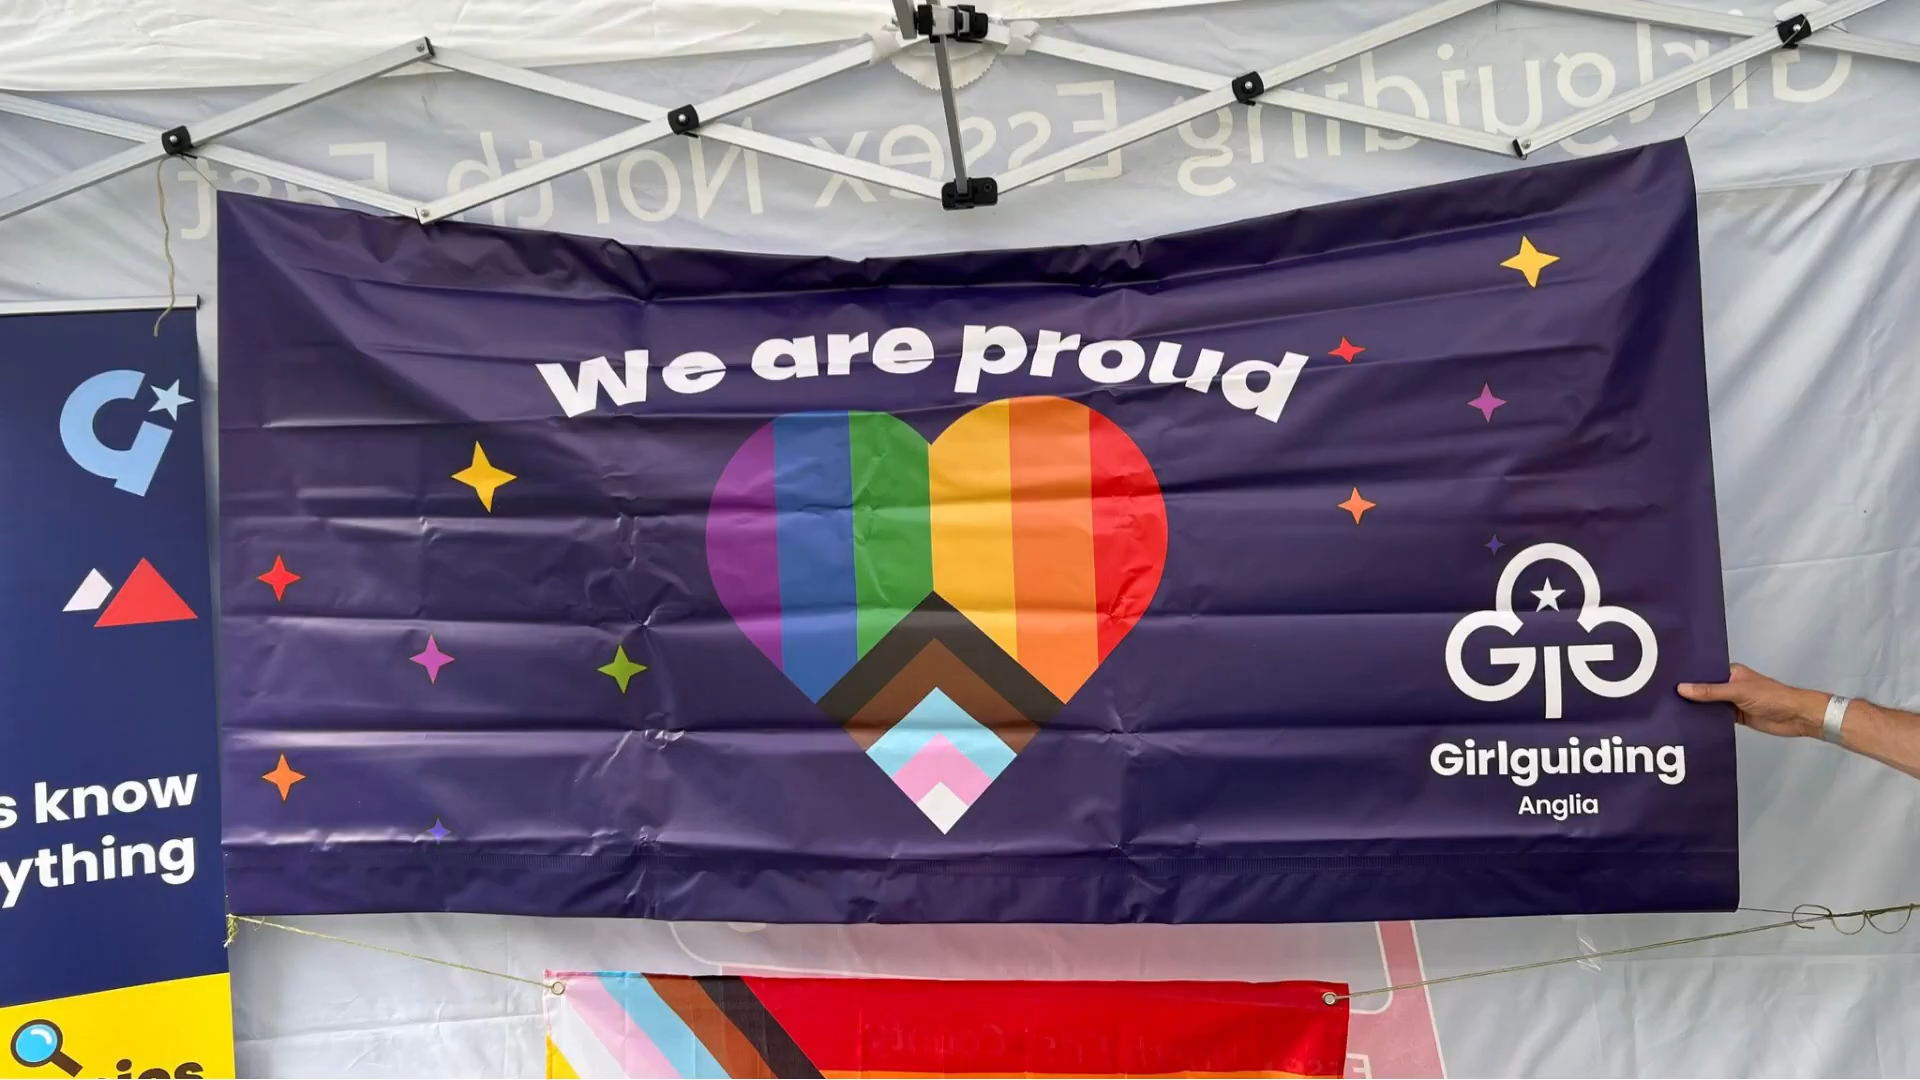 Girlguiding Essex North East
We are proud
Girlguiding
Anglia
s know
ything